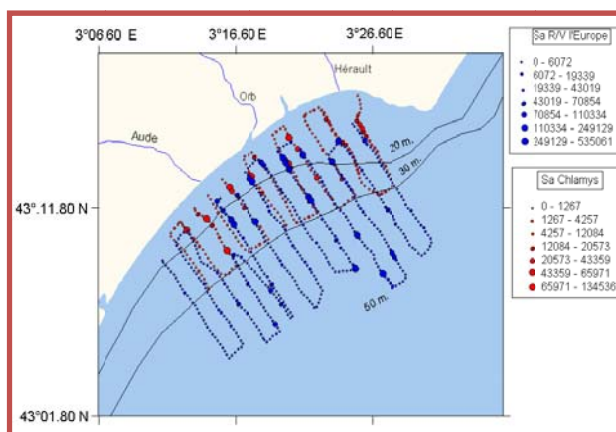 3°06.60 E
3°16.60 E
3°26.60 E
Hérault
Orb
Aude
20 m.
30 m.
50 m.
43°11.80 N
43°01.80 N
Sa R/V l'Europe
0 - 6072
6072 - 19339
19339 - 43019
43019 - 70854
70854 - 110334
110334 - 249129
249129 - 535061
Sa Chlamys
0 - 1267
1267 - 4257
4257 - 12084
12084 - 20573
20573 - 43359
43359 - 65971
65971 - 134536